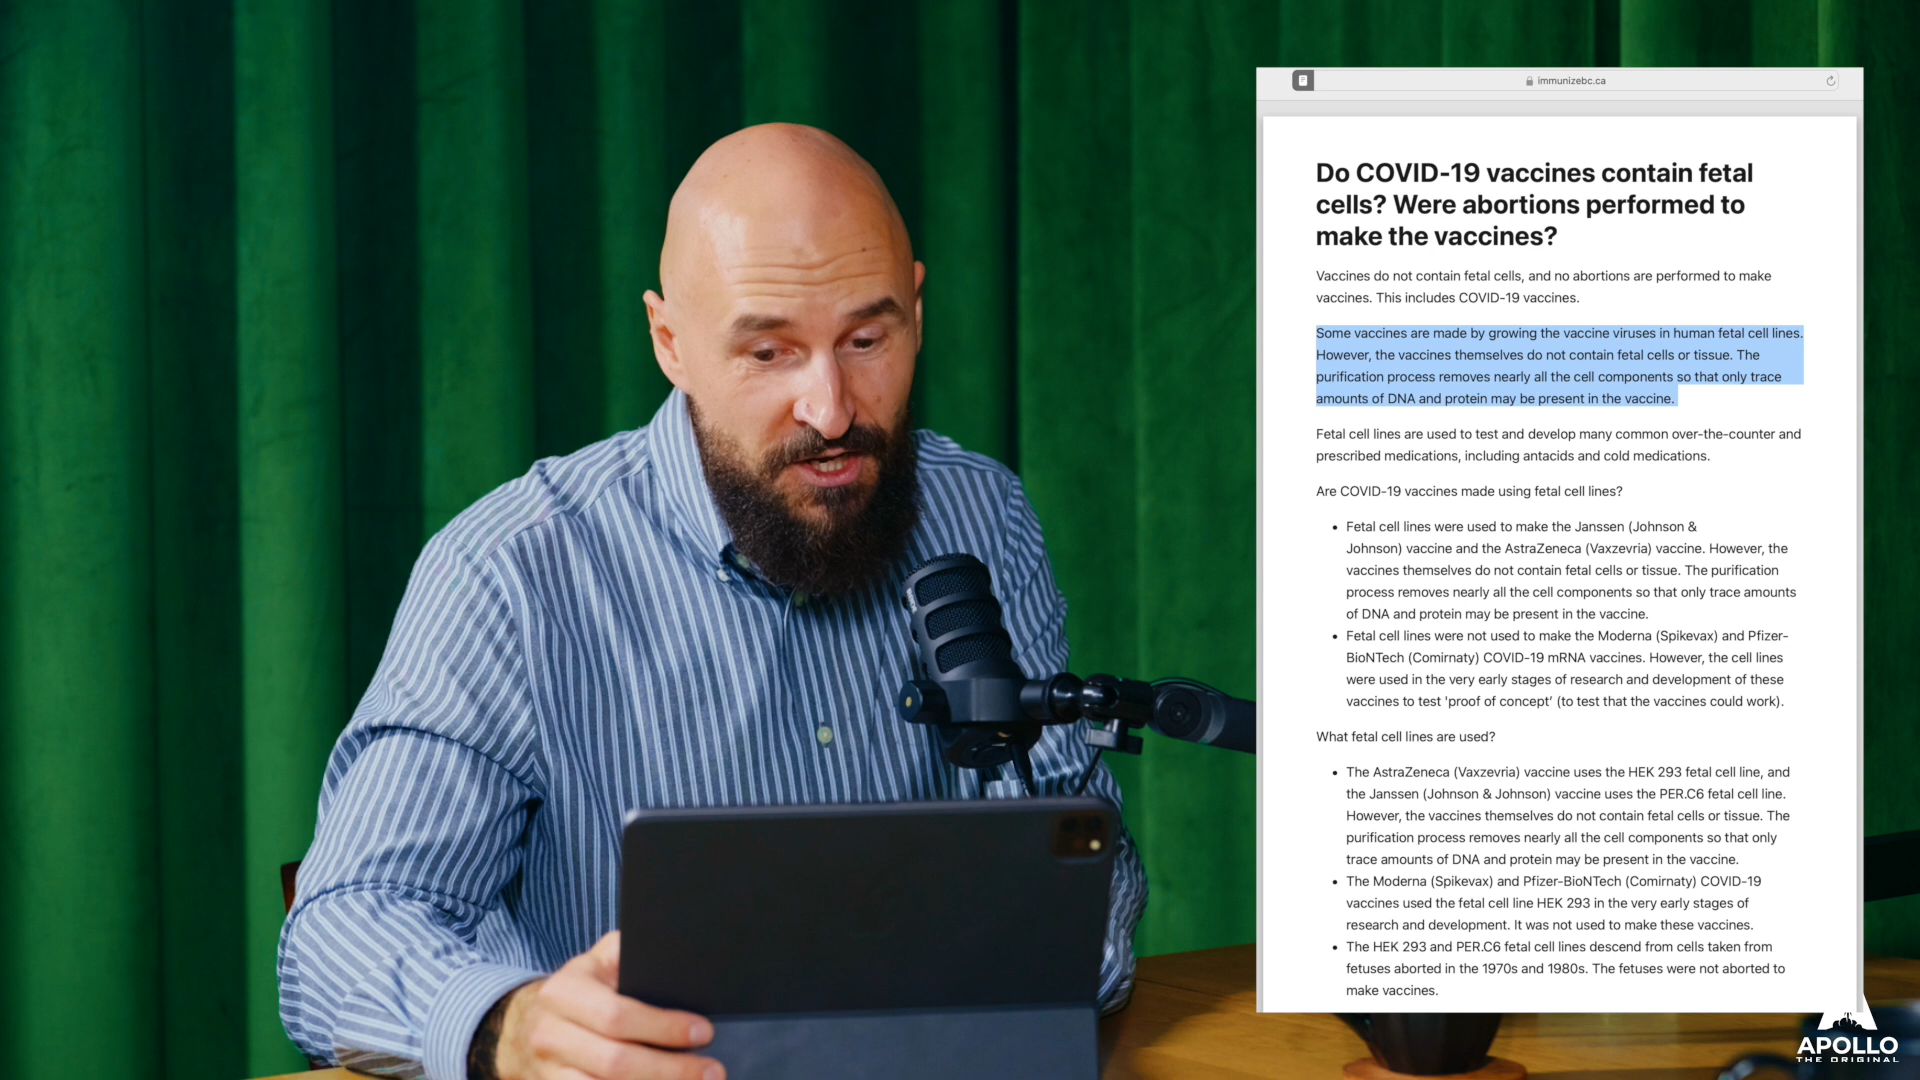 immunizebc.ca
Do COVID-19 vaccines contain fetal
cells? Were abortions performed to
make the vaccines?
Vaccines do not contain fetal cells, and no abortions are performed to make
vaccines. This includes COVID-19 vaccines.
Some vaccines are made by growing the vaccine viruses in human fetal cell lines.
However, the vaccines themselves do not contain fetal cells or tissue. The
purification process removes nearly all the cell components so that only trace
amounts of DNA and protein may be present in the vaccine.
Fetal cell lines are used to test and develop many common over-the-counter and
prescribed medications, including antacids and cold medications.
Are COVID-19 vaccines made using fetal cell lines?
• Fetal cell lines were used to make the Janssen (Johnson &
Johnson) vaccine and the AstraZeneca (Vaxzevria) vaccine. However, the
vaccines themselves do not contain fetal cells or tissue. The purification
process removes nearly all the cell components so that only trace amounts
of DNA and protein may be present in the vaccine.
• Fetal cell lines were not used to make the Moderna (Spikevax) and Pfizer-
BioNTech (Comirnaty) COVID-19 mRNA vaccines. However, the cell lines
were used in the very early stages of research and development of these
vaccines to test 'proof of concept' (to test that the vaccines could work).
What fetal cell lines are used?
• The AstraZeneca (Vaxzevria) vaccine uses the HEK 293 fetal cell line, and
the Janssen (Johnson & Johnson) vaccine uses the PER.C6 fetal cell line.
However, the vaccines themselves do not contain fetal cells or tissue. The
purification process removes nearly all the cell components so that only
trace amounts of DNA and protein may be present in the vaccine.
• The Moderna (Spikevax) and Pfizer-BioNTech (Comirnaty) COVID-19
vaccines used the fetal cell line HEK 293 in the very early stages of
research and development. It was not used to make these vaccines.
• The HEK 293 and PER.C6 fetal cell lines descend from cells taken from
fetuses aborted in the 1970s and 1980s. The fetuses were not aborted to
make vaccines.
APOLLO
THE ORIGINAL